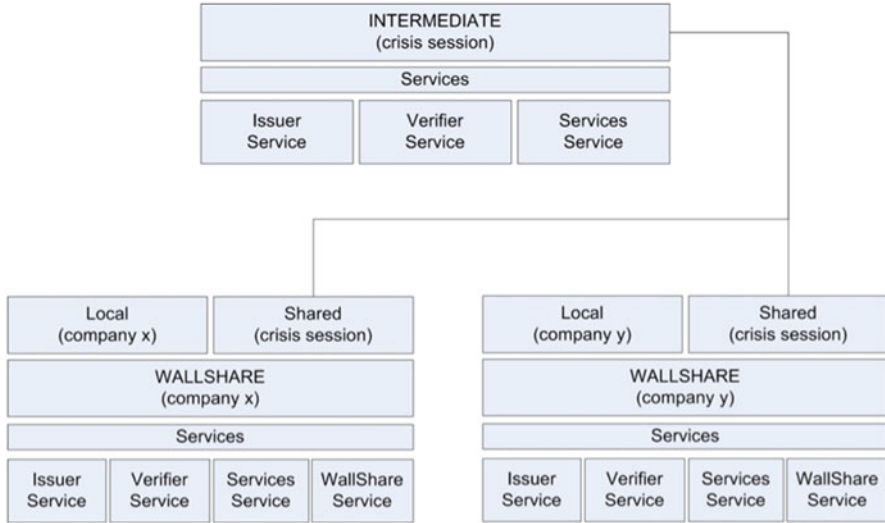 INTERMEDIATE
(crisis session)
Services
Issuer
Service
Verifier
Service
Services
Service
Local
(company x)
Shared
(crisis session)
WALLSHARE
(company x)
Services
Issuer
Service
Verifier
Service
Services
Service
WallShare
Service
Local
(company y)
Shared
(crisis session)
WALLSHARE
(company y)
Services
Issuer
Service
Verifier
Service
Services
Service
WallShare
Service